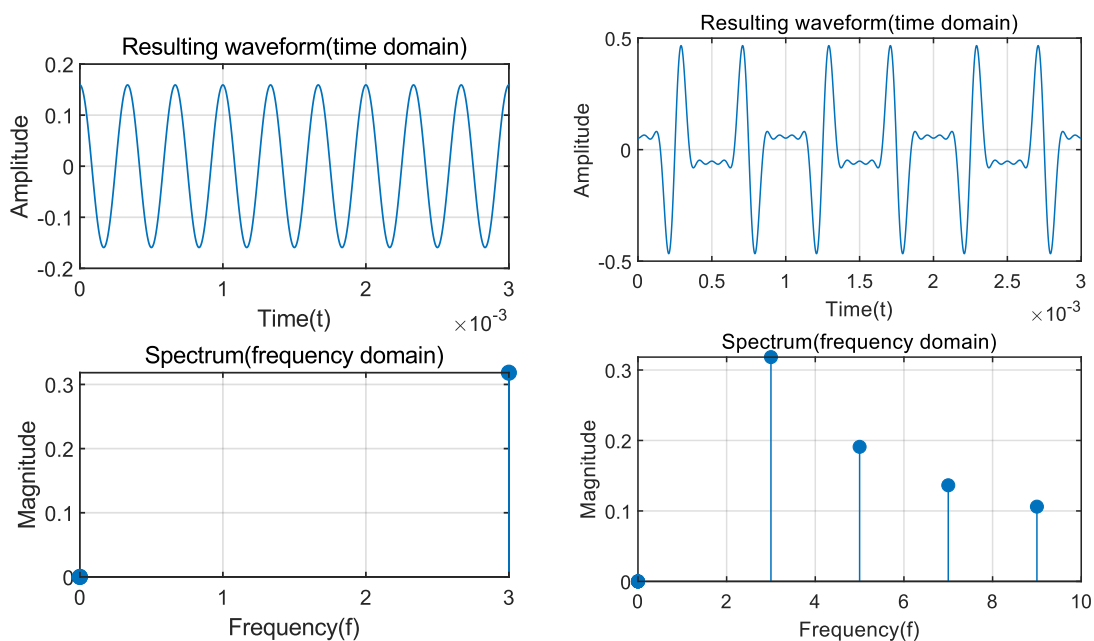 Resulting waveform(time domain)
0.2
0.1
0
-0.1
-0.2
Amplitude
0 1 2 3
Time(t)
×10⁻³
Spectrum(frequency domain)
0.3
0.2
0.1
0
Magnitude
0 1 2 3
Frequency(f)
Resulting waveform(time domain)
0.5
0
-0.5
Amplitude
0 0.5 1 1.5 2 2.5 3
Time(t)
×10⁻³
Spectrum(frequency domain)
0.3
0.2
0.1
0
Magnitude
0 2 4 6 8 10
Frequency(f)